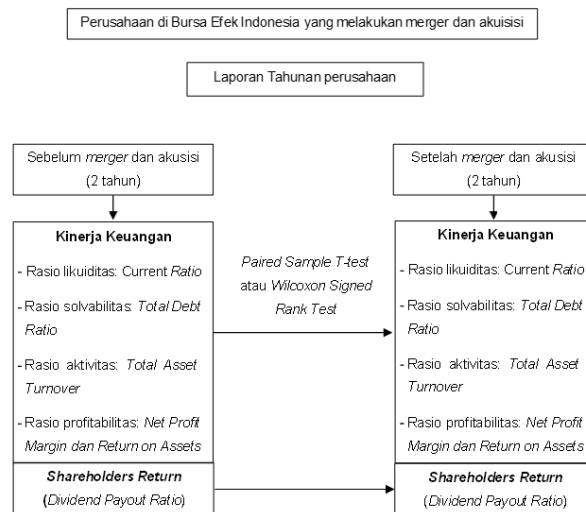 Perusahaan di Bursa Efek Indonesia yang melakukan merger dan akuisisi
Laporan Tahunan perusahaan
Sebelum merger dan akusisi
(2 tahun)
Setelah merger dan akusisi
(2 tahun)
Kinerja Keuangan
- Rasio likuiditas: Current Ratio
- Rasio solvabilitas: Total Debt
Ratio
- Rasio aktivitas: Total Asset
Turnover
- Rasio profitabilitas: Net Profit
Margin dan Return on Assets
Shareholders Return
(Dividend Payout Ratio)
Paired Sample T-test
atau Wilcoxon Signed
Rank Test
Kinerja Keuangan
- Rasio likuiditas: Current Ratio
- Rasio solvabilitas: Total Debt
Ratio
- Rasio aktivitas: Total Asset
Turnover
- Rasio profitabilitas: Net Profit
Margin dan Return on Assets
Shareholders Return
(Dividend Payout Ratio)